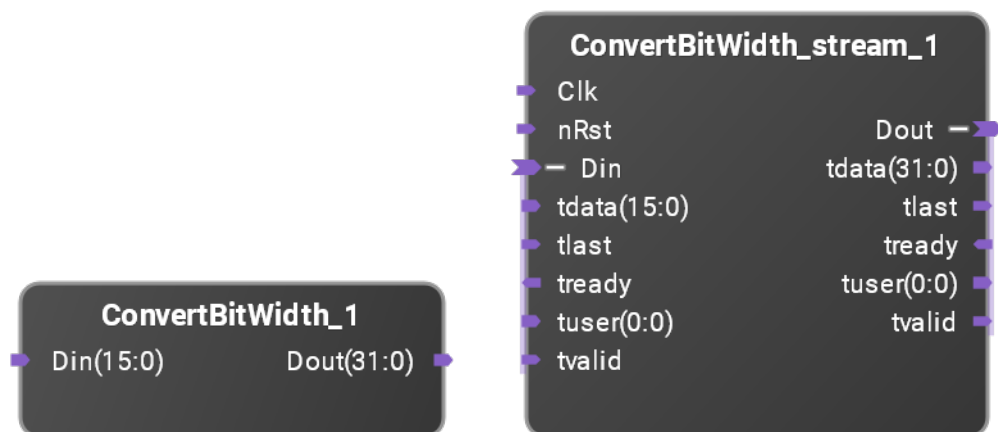 ConvertBitWidth_stream_1
Clk
nRst
Dout
Din
tdata(31:0)
tdata(15:0)
tlast
tlast
tready
tready
tuser(0:0)
tuser(0:0)
tvalid
tvalid
ConvertBitWidth_1
Din(15:0)
Dout(31:0)